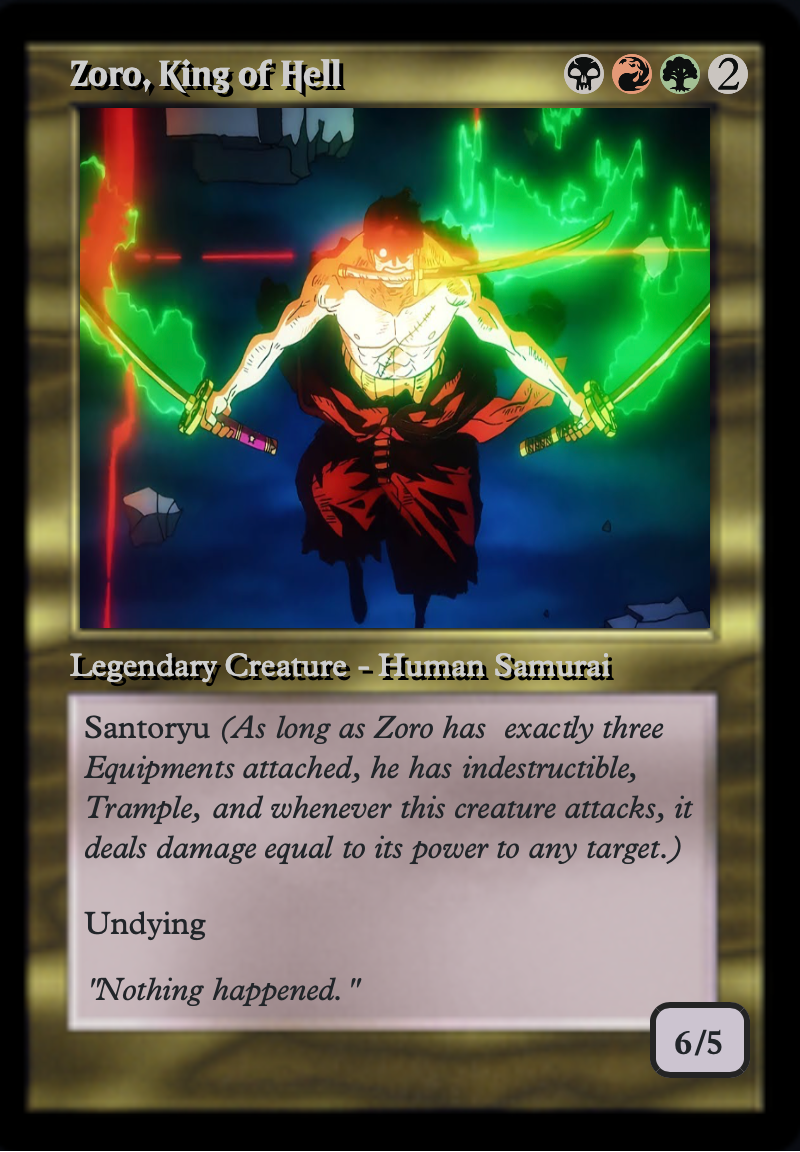 Zoro, King of Hell 2
Legendary Creature - Human Samurai
Santoryu (As long as Zoro has exactly three
Equipments attached, he has indestructible,
Trample, and whenever this creature attacks, it
deals damage equal to its power to any target.)
Undying
"Nothing happened."
6/5